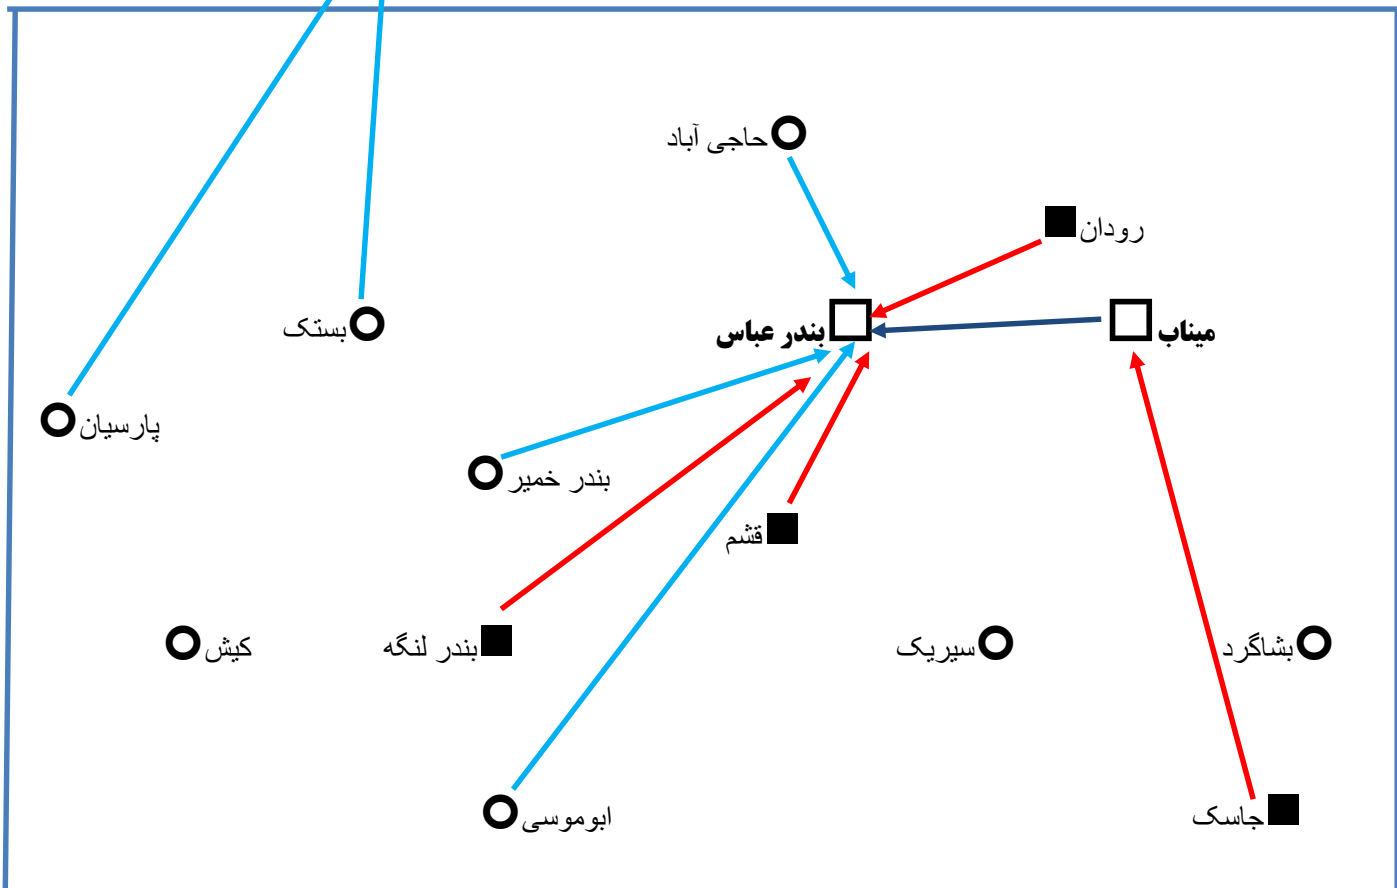 حاجی آباد
رودان
میناب
بندر عباس
بستک
پارسیان
بندر خمیر
قشم
بشاگرد
سیریک
بندر لنگه
کیش
جاسک
ابوموسی